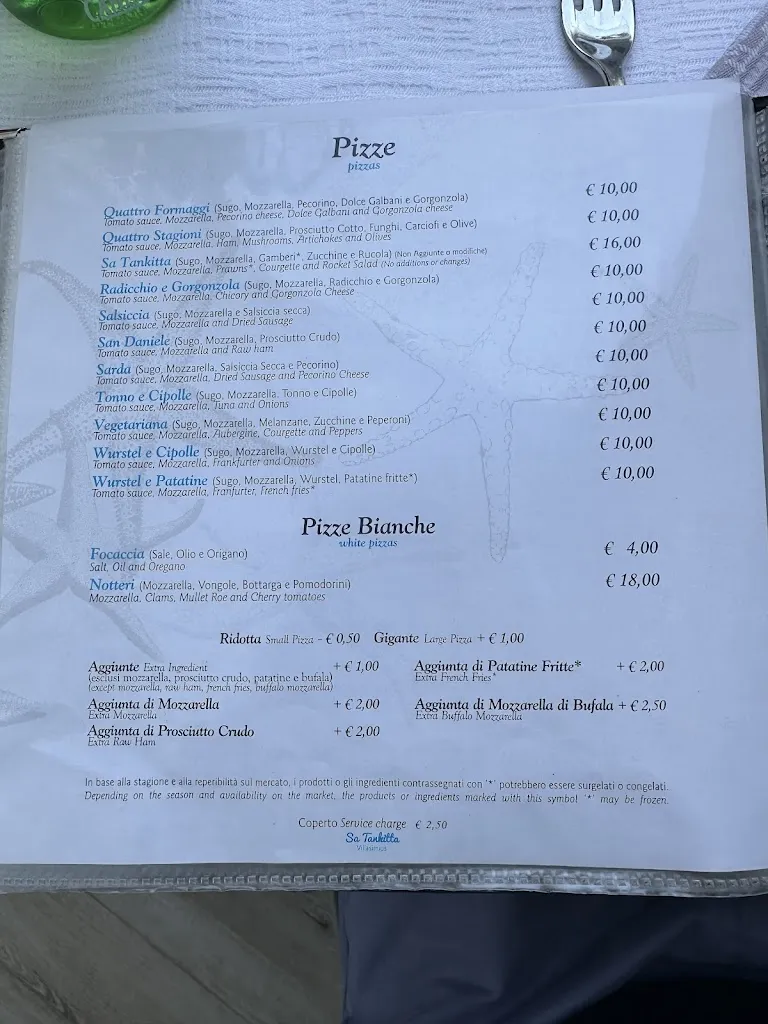 Pizze
pizzas
Quattro Formaggi (Sugo, Mozzarella, Pecorino, Dolce Galbani e Gorgonzola) € 10,00
Tomato sauce, Mozzarella, Pecorino cheese, Dolce Galbani and Gorgonzola cheese
Quattro Stagioni (Sugo, Mozzarella, Prosciutto Cotto, Funghi, Carciofi e Olive) € 10,00
Tomato sauce, Mozzarella, Ham, Mushrooms, Artichokes and Olives
Sa Tankitta (Sugo, Mozzarella, Gamberi*, Zucchine e Rucola) (Non Aggiunte o modifiche) € 16,00
Tomato sauce, Mozzarella, Prawns*, Courgette and Rocket Salad (No additions or changes)
Radicchio e Gorgonzola (Sugo, Mozzarella, Radicchio e Gorgonzola) € 10,00
Tomato sauce, Mozzarella, Chicory and Gorgonzola Cheese
Salsiccia (Sugo, Mozzarella e Salsiccia secca) € 10,00
Tomato sauce, Mozzarella and Dried Sausage
San Daniele (Sugo, Mozzarella, Prosciutto Crudo) € 10,00
Tomato sauce, Mozzarella and Raw ham
Sarda (Sugo, Mozzarella, Salsiccia Secca e Pecorino) € 10,00
Tomato sauce, Mozzarella, Dried Sausage and Pecorino Cheese
Tonno e Cipolle (Sugo, Mozzarella, Tonno e Cipolle) € 10,00
Tomato sauce, Mozzarella, Tuna and Onions
Vegetariana (Sugo, Mozzarella, Melanzane, Zucchine e Peperoni) € 10,00
Tomato sauce, Mozzarella, Aubergine, Courgette and Peppers
Wurstel e Cipolle (Sugo, Mozzarella, Wurstel e Cipolle) € 10,00
Tomato sauce, Mozzarella, Frankfurter and Onions
Wurstel e Patatine (Sugo, Mozzarella, Wurstel, Patatine fritte*) € 10,00
Tomato sauce, Mozzarella, Franfurter, French fries*
Pizze Bianche
white pizzas
Focaccia (Sale, Olio e Origano) € 4,00
Salt, Oil and Oregano
Notteri (Mozzarella, Vongole, Bottarga e Pomodorini) € 18,00
Mozzarella, Clams, Mullet Roe and Cherry tomatoes
Ridotta Small Pizza - € 0,50 Gigante Large Pizza + € 1,00
Aggiunte Extra Ingredient + € 1,00
(esclusi mozzarella, prosciutto crudo, patatine e bufala)
(except mozzarella, raw ham, french fries, buffalo mozzarella)
Aggiunta di Patatine Fritte* + € 2,00
Extra French Fries*
Aggiunta di Mozzarella + € 2,00
Extra Mozzarella
Aggiunta di Mozzarella di Bufala + € 2,50
Extra Buffalo Mozzarella
Aggiunta di Prosciutto Crudo + € 2,00
Extra Raw Ham
In base alla stagione e alla reperibilità sul mercato, i prodotti o gli ingredienti contrassegnati con '*' potrebbero essere surgelati o congelati.
Depending on the season and availability on the market, the products or ingredients marked with this symbol '*' may be frozen.
Coperto Service charge € 2,50
Sa Tankitta